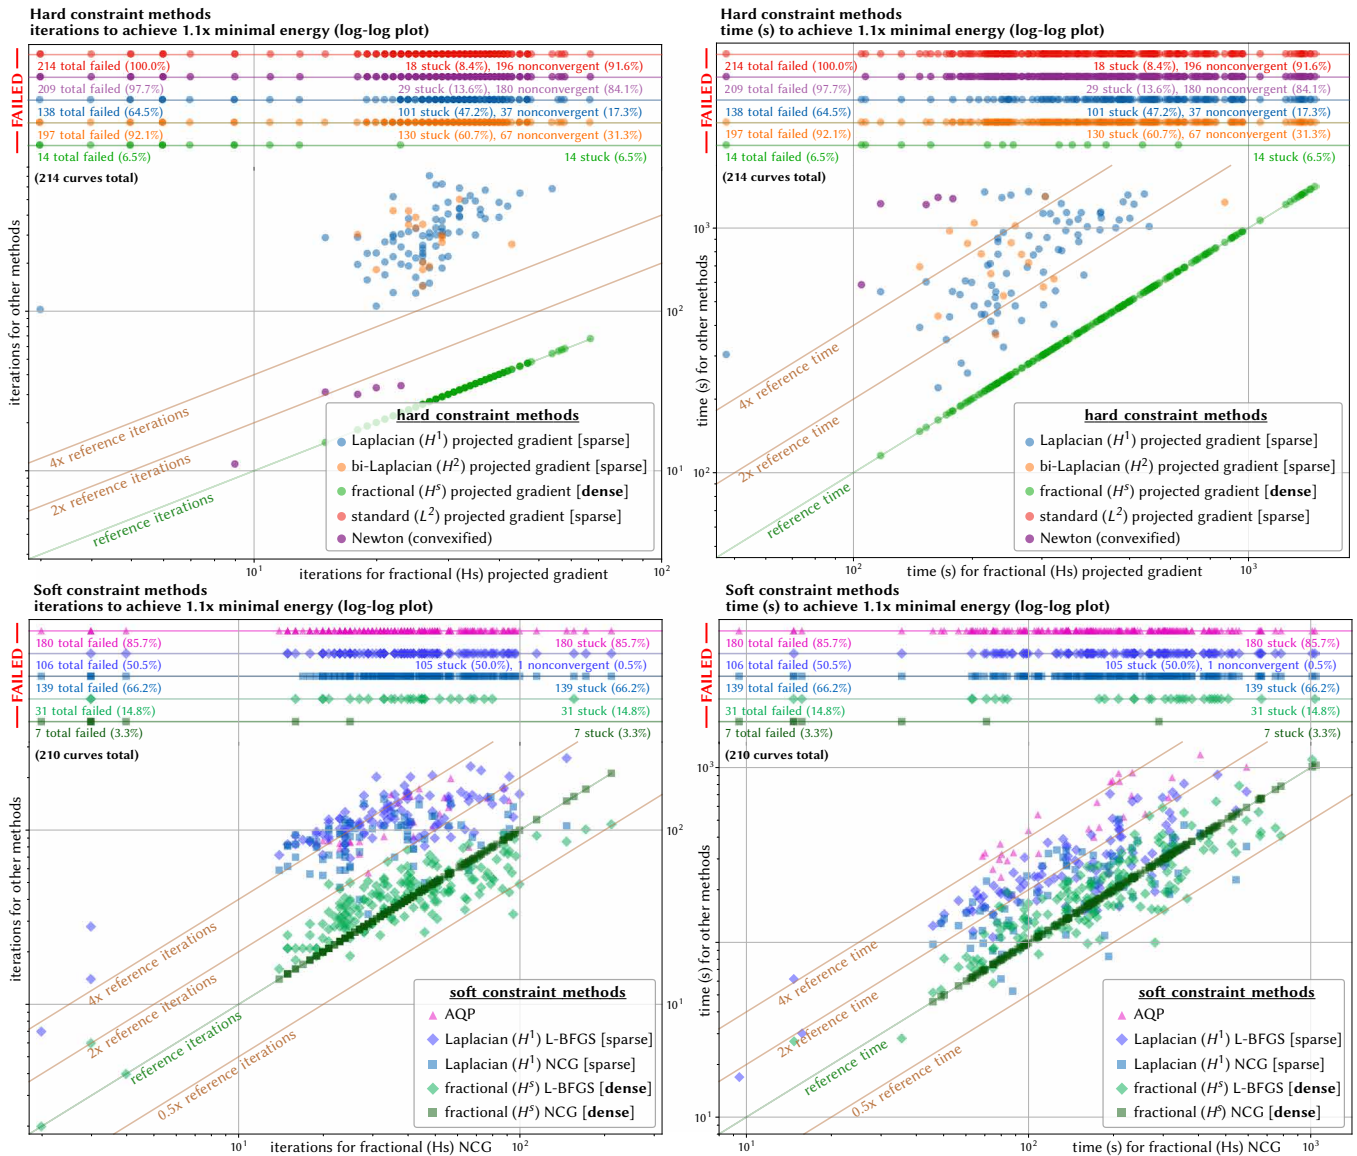 Hard constraint methods
iterations to achieve 1.1x minimal energy (log-log plot)
FAILED
214 total failed (100.0%)
18 stuck (8.4%), 196 nonconvergent (91.6%)
209 total failed (97.7%)
29 stuck (13.6%), 180 nonconvergent (84.1%)
138 total failed (64.5%)
101 stuck (47.2%), 37 nonconvergent (17.3%)
197 total failed (92.1%)
130 stuck (60.7%), 67 nonconvergent (31.3%)
14 total failed (6.5%)
14 stuck (6.5%)
(214 curves total)
iterations for other methods
10²
10¹
4x reference iterations
2x reference iterations
reference iterations
hard constraint methods
Laplacian (H¹) projected gradient [sparse]
bi-Laplacian (H²) projected gradient [sparse]
fractional (Hˢ) projected gradient [dense]
standard (L²) projected gradient [sparse]
Newton (convexified)
10¹
10²
iterations for fractional (Hs) projected gradient
Hard constraint methods
time (s) to achieve 1.1x minimal energy (log-log plot)
FAILED
214 total failed (100.0%)
18 stuck (8.4%), 196 nonconvergent (91.6%)
209 total failed (97.7%)
29 stuck (13.6%), 180 nonconvergent (84.1%)
138 total failed (64.5%)
101 stuck (47.2%), 37 nonconvergent (17.3%)
197 total failed (92.1%)
130 stuck (60.7%), 67 nonconvergent (31.3%)
14 total failed (6.5%)
14 stuck (6.5%)
(214 curves total)
time (s) for other methods
10³
10²
4x reference time
2x reference time
reference time
hard constraint methods
Laplacian (H¹) projected gradient [sparse]
bi-Laplacian (H²) projected gradient [sparse]
fractional (Hˢ) projected gradient [dense]
standard (L²) projected gradient [sparse]
Newton (convexified)
10²
10³
time (s) for fractional (Hs) projected gradient
Soft constraint methods
iterations to achieve 1.1x minimal energy (log-log plot)
FAILED
180 total failed (85.7%)
180 stuck (85.7%)
106 total failed (50.5%)
105 stuck (50.0%), 1 nonconvergent (0.5%)
139 total failed (66.2%)
139 stuck (66.2%)
31 total failed (14.8%)
31 stuck (14.8%)
7 total failed (3.3%)
7 stuck (3.3%)
(210 curves total)
iterations for other methods
10²
10¹
4x reference iterations
2x reference iterations
reference iterations
0.5x reference iterations
soft constraint methods
AQP
Laplacian (H¹) L-BFGS [sparse]
Laplacian (H¹) NCG [sparse]
fractional (Hˢ) L-BFGS [dense]
fractional (Hˢ) NCG [dense]
10¹
10²
iterations for fractional (Hs) NCG
Soft constraint methods
time (s) to achieve 1.1x minimal energy (log-log plot)
FAILED
180 total failed (85.7%)
180 stuck (85.7%)
106 total failed (50.5%)
105 stuck (50.0%), 1 nonconvergent (0.5%)
139 total failed (66.2%)
139 stuck (66.2%)
31 total failed (14.8%)
31 stuck (14.8%)
7 total failed (3.3%)
7 stuck (3.3%)
(210 curves total)
time (s) for other methods
10³
10²
10¹
4x reference time
2x reference time
reference time
0.5x reference time
soft constraint methods
AQP
Laplacian (H¹) L-BFGS [sparse]
Laplacian (H¹) NCG [sparse]
fractional (Hˢ) L-BFGS [dense]
fractional (Hˢ) NCG [dense]
10¹
10²
10³
time (s) for fractional (Hs) NCG